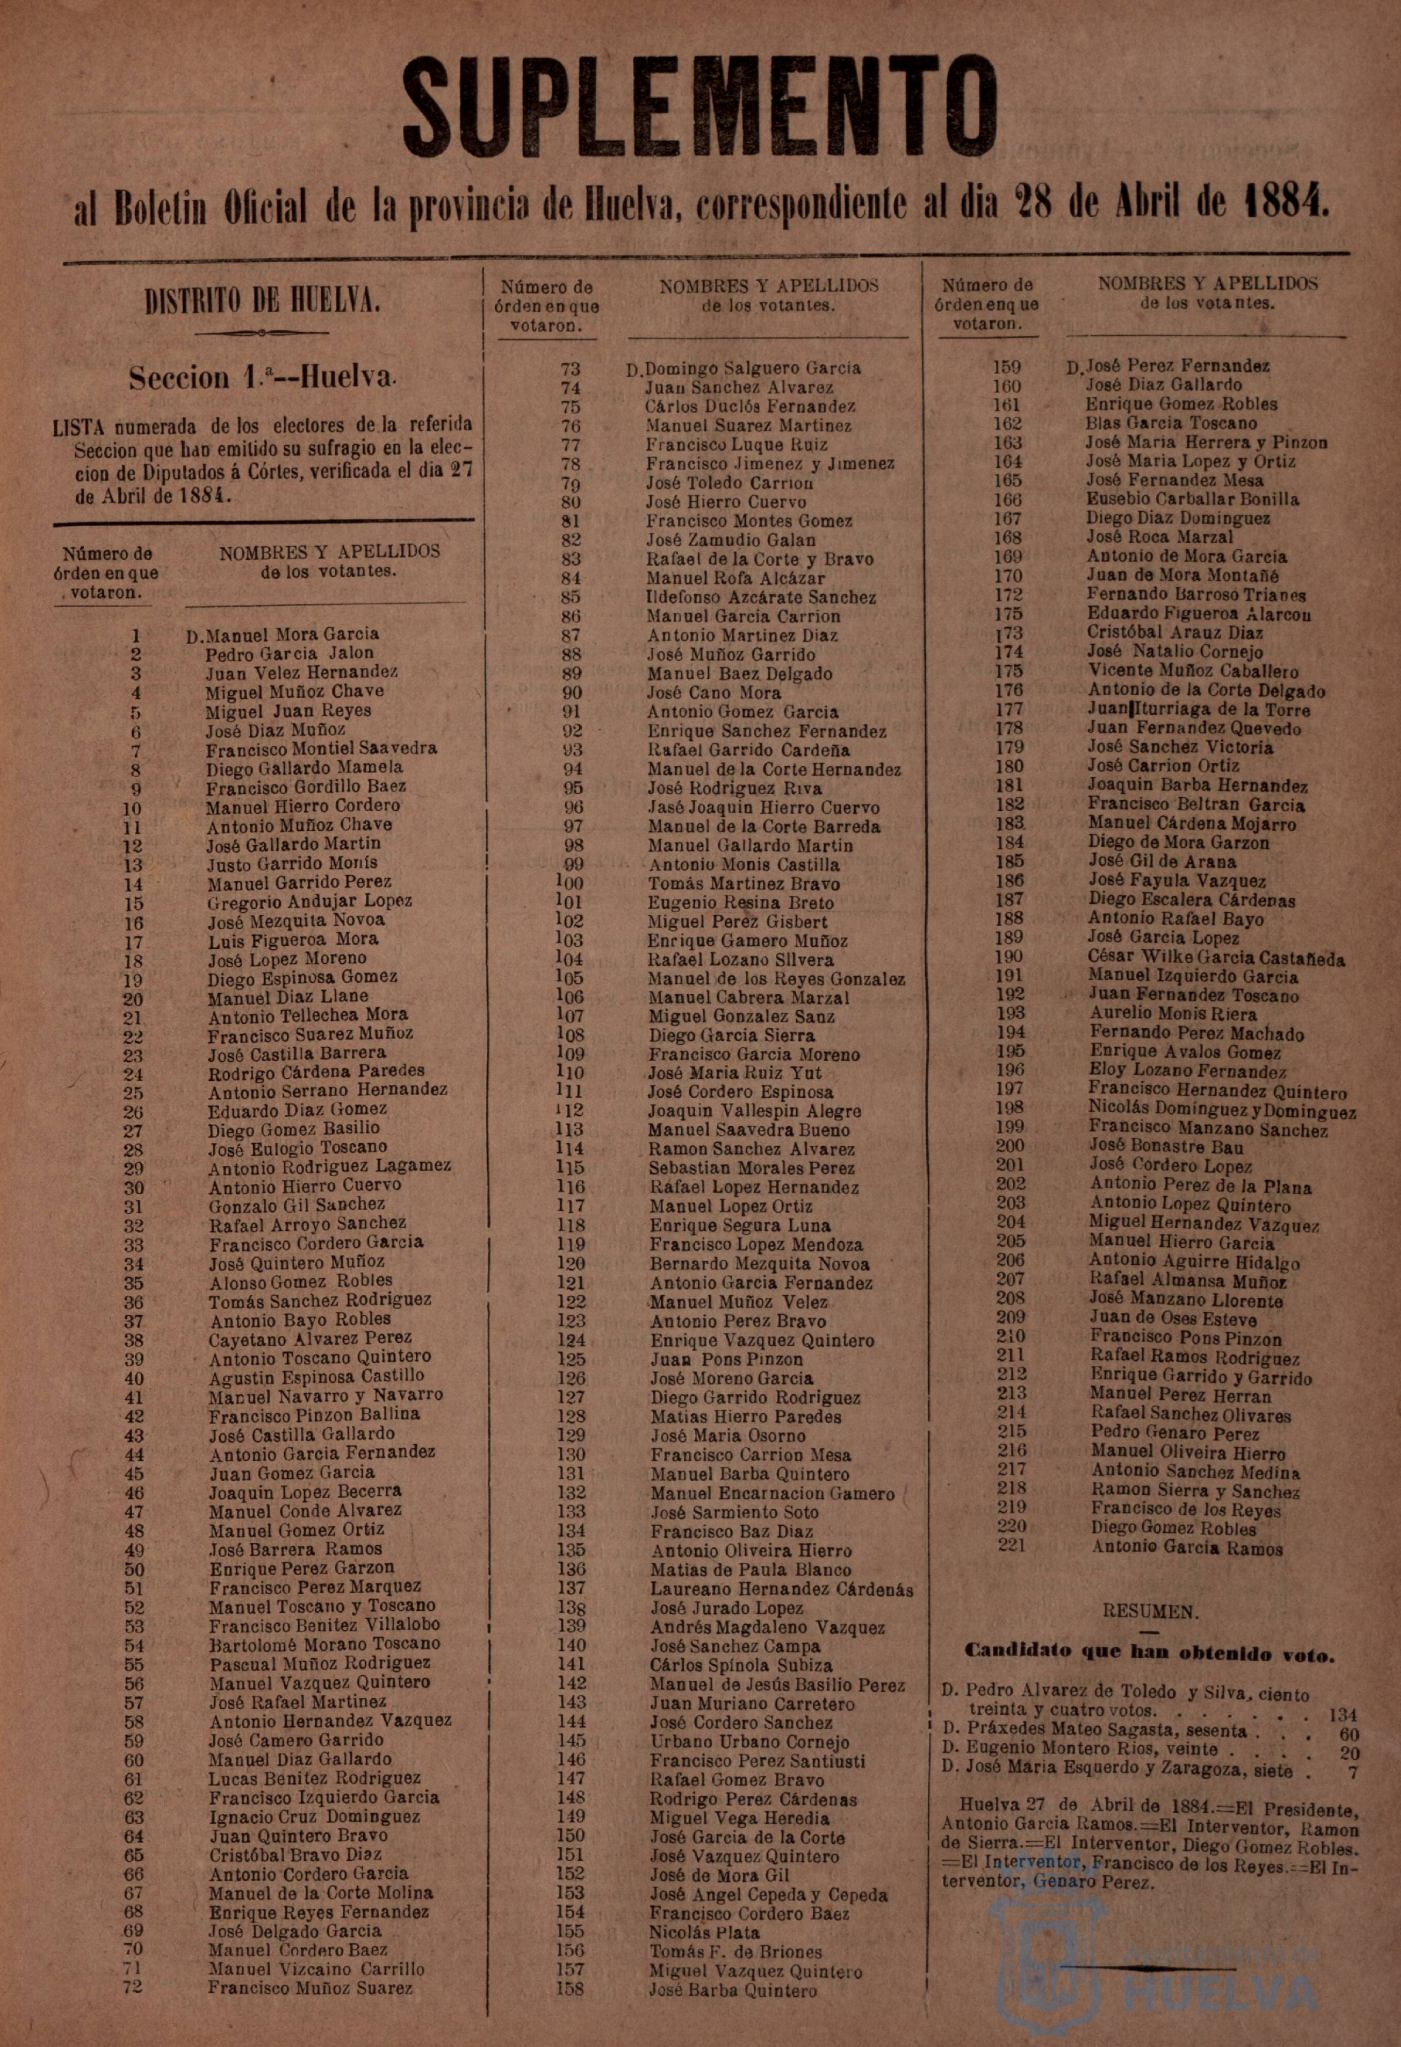 SUPLEMENTO
al Boletin Oficial de la provincia de Huelva, correspondiente al dia 28 de Abril de 1884.
DISTRITO DE HUELVA.
Seccion 1.ª--Huelva.
LISTA numerada de los electores de la referida
Seccion que han emitido su sufragio en la elec-
cion de Diputados á Córtes, verificada el dia 27
de Abril de 1884.
Número de órden en que votaron. NOMBRES Y APELLIDOS de los votantes.
1 D. Manuel Mora Garcia
2 Pedro Garcia Jalon
3 Juan Velez Hernandez
4 Miguel Muñoz Chave
5 Miguel Juan Reyes
6 José Diaz Muñoz
7 Francisco Montiel Saavedra
8 Diego Gallardo Mamela
9 Francisco Gordillo Baez
10 Manuel Hierro Cordero
11 Antonio Muñoz Chave
12 José Gallardo Martin
13 Justo Garrido Monís
14 Manuel Garrido Perez
15 Gregorio Andujar Lopez
16 José Mezquita Novoa
17 Luis Figueroa Mora
18 José Lopez Moreno
19 Diego Espinosa Gomez
20 Manuel Diaz Llane
21 Antonio Tellechea Mora
22 Francisco Suarez Muñoz
23 José Castilla Barrera
24 Rodrigo Cárdena Paredes
25 Antonio Serrano Hernandez
26 Eduardo Diaz Gomez
27 Diego Gomez Basilio
28 José Eulogio Toscano
29 Antonio Rodriguez Lagamez
30 Antonio Hierro Cuervo
31 Gonzalo Gil Sanchez
32 Rafael Arroyo Sanchez
33 Francisco Cordero Garcia
34 José Quintero Muñoz
35 Alonso Gomez Robles
36 Tomás Sanchez Rodriguez
37 Antonio Bayo Robles
38 Cayetano Alvarez Perez
39 Antonio Toscano Quintero
40 Agustin Espinosa Castillo
41 Manuel Navarro y Navarro
42 Francisco Pinzon Ballina
43 José Castilla Gallardo
44 Antonio Garcia Fernandez
45 Juan Gomez Garcia
46 Joaquin Lopez Becerra
47 Manuel Conde Alvarez
48 Manuel Gomez Ortiz
49 José Barrera Ramos
50 Enrique Perez Garzon
51 Francisco Perez Marquez
52 Manuel Toscano y Toscano
53 Francisco Benitez Villalobo
54 Bartolomé Morano Toscano
55 Pascual Muñoz Rodriguez
56 Manuel Vazquez Quintero
57 José Rafael Martinez
58 Antonio Hernandez Vazquez
59 José Camero Garrido
60 Manuel Diaz Gallardo
61 Lucas Benitez Rodriguez
62 Francisco Izquierdo Garcia
63 Ignacio Cruz Dominguez
64 Juan Quintero Bravo
65 Cristóbal Bravo Diaz
66 Antonio Cordero Garcia
67 Manuel de la Corte Molina
68 Enrique Reyes Fernandez
69 José Delgado Garcia
70 Manuel Cordero Baez
71 Manuel Vizcaino Carrillo
72 Francisco Muñoz Suarez
Número de órden en que votaron. NOMBRES Y APELLIDOS de los votantes.
73 D. Domingo Salguero Garcia
74 Juan Sanchez Alvarez
75 Cárlos Duclós Fernandez
76 Manuel Suarez Martinez
77 Francisco Luque Ruiz
78 Francisco Jimenez y Jimenez
79 José Toledo Carrion
80 José Hierro Cuervo
81 Francisco Montes Gomez
82 José Zamudio Galan
83 Rafael de la Corte y Bravo
84 Manuel Rofa Alcázar
85 Ildefonso Azcárate Sanchez
86 Manuel Garcia Carrion
87 Antonio Martinez Diaz
88 José Muñoz Garrido
89 Manuel Baez Delgado
90 José Cano Mora
91 Antonio Gomez Garcia
92 Enrique Sanchez Fernandez
93 Rafael Garrido Cardeña
94 Manuel de la Corte Hernandez
95 José Rodriguez Riva
96 Jasé Joaquin Hierro Cuervo
97 Manuel de la Corte Barreda
98 Manuel Gallardo Martin
99 Antonio Monis Castilla
100 Tomás Martinez Bravo
101 Eugenio Resina Breto
102 Miguel Perez Gisbert
103 Enrique Gamero Muñoz
104 Rafael Lozano Silvera
105 Manuel de los Reyes Gonzalez
106 Manuel Cabrera Marzal
107 Miguel Gonzalez Sanz
108 Diego Garcia Sierra
109 Francisco Garcia Moreno
110 José Maria Ruiz Yut
111 José Cordero Espinosa
112 Joaquin Vallespin Alegre
113 Manuel Saavedra Bueno
114 Ramon Sanchez Alvarez
115 Sebastian Morales Perez
116 Rafael Lopez Hernandez
117 Manuel Lopez Ortiz
118 Enrique Segura Luna
119 Francisco Lopez Mendoza
120 Bernardo Mezquita Novoa
121 Antonio Garcia Fernandez
122 Manuel Muñoz Velez
123 Antonio Perez Bravo
124 Enrique Vazquez Quintero
125 Juan Pons Pinzon
126 José Moreno Garcia
127 Diego Garrido Rodriguez
128 Matias Hierro Paredes
129 José Maria Osorno
130 Francisco Carrion Mesa
131 Manuel Barba Quintero
132 Manuel Encarnacion Gamero
133 José Sarmiento Soto
134 Francisco Baz Diaz
135 Antonio Oliveira Hierro
136 Matias de Paula Blanco
137 Laureano Hernandez Cárdenas
138 José Jurado Lopez
139 Andrés Magdaleno Vazquez
140 José Sanchez Campa
141 Cárlos Spínola Subiza
142 Manuel de Jesús Basilio Perez
143 Juan Muriano Carretero
144 José Cordero Sanchez
145 Urbano Urbano Cornejo
146 Francisco Perez Santiusti
147 Rafael Gomez Bravo
148 Rodrigo Perez Cárdenas
149 Miguel Vega Heredia
150 José Garcia de la Corte
151 José Vazquez Quintero
152 José de Mora Gil
153 José Angel Cepeda y Cepeda
154 Francisco Cordero Baez
155 Nicolás Plata
156 Tomás F. de Briones
157 Miguel Vazquez Quintero
158 José Barba Quintero
Número de órden enque votaron. NOMBRES Y APELLIDOS de los votantes.
159 D. José Perez Fernandez
160 José Diaz Gallardo
161 Enrique Gomez Robles
162 Blas Garcia Toscano
163 José Maria Herrera y Pinzon
164 José Maria Lopez y Ortiz
165 José Fernandez Mesa
166 Eusebio Carballar Bonilla
167 Diego Diaz Dominguez
168 José Roca Marzal
169 Antonio de Mora Garcia
170 Juan de Mora Montañé
172 Fernando Barroso Trianes
175 Eduardo Figueroa Alarcou
173 Cristóbal Arauz Diaz
174 José Natalio Cornejo
175 Vicente Muñoz Caballero
176 Antonio de la Corte Delgado
177 Juan Iturriaga de la Torre
178 Juan Fernandez Quevedo
179 José Sanchez Victoria
180 José Carrion Ortiz
181 Joaquin Barba Hernandez
182 Francisco Beltran Garcia
183 Manuel Cárdena Mojarro
184 Diego de Mora Garzon
185 José Gil de Arana
186 José Fayula Vazquez
187 Diego Escalera Cárdenas
188 Antonio Rafael Bayo
189 José Garcia Lopez
190 César Wilke Garcia Castañeda
191 Manuel Izquierdo Garcia
192 Juan Fernandez Toscano
193 Aurelio Monis Riera
194 Fernando Perez Machado
195 Enrique Avalos Gomez
196 Eloy Lozano Fernandez
197 Francisco Hernandez Quintero
198 Nicolás Dominguez y Dominguez
199 Francisco Manzano Sanchez
200 José Bonastre Bau
201 José Cordero Lopez
202 Antonio Perez de la Plana
203 Antonio Lopez Quintero
204 Miguel Hernandez Vazquez
205 Manuel Hierro Garcia
206 Antonio Aguirre Hidalgo
207 Rafael Almansa Muñoz
208 José Manzano Llorente
209 Juan de Oses Esteve
210 Francisco Pons Pinzon
211 Rafael Ramos Rodriguez
212 Enrique Garrido y Garrido
213 Manuel Perez Herran
214 Rafael Sanchez Olivares
215 Pedro Genaro Perez
216 Manuel Oliveira Hierro
217 Antonio Sanchez Medina
218 Ramon Sierra y Sanchez
219 Francisco de los Reyes
220 Diego Gomez Robles
221 Antonio Garcia Ramos
RESUMEN.
Candidato que han obtenido voto.
D. Pedro Alvarez de Toledo y Silva, ciento
treinta y cuatro votos. . . . . . . 134
D. Práxedes Mateo Sagasta, sesenta . . . 60
D. Eugenio Montero Rios, veinte . . . . 20
D. José Maria Esquerdo y Zaragoza, siete . 7
Huelva 27 de Abril de 1884.=El Presidente,
Antonio Garcia Ramos.=El Interventor, Ramon
de Sierra.=El Interventor, Diego Gomez Robles.
=El Interventor, Francisco de los Reyes.=El In-
terventor, Genaro Perez.
Ayuntamiento de
HUELVA